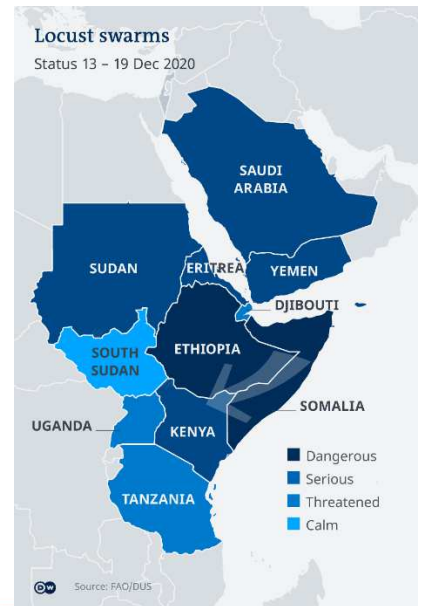 Locust swarms
Status 13 – 19 Dec 2020
SAUDI
ARABIA
SUDAN
ERITREA
YEMEN
DJIBOUTI
ETHIOPIA
SOUTH
SUDAN
SOMALIA
UGANDA
KENYA
TANZANIA
Dangerous
Serious
Threatened
Calm
DW
Source: FAO/DUS